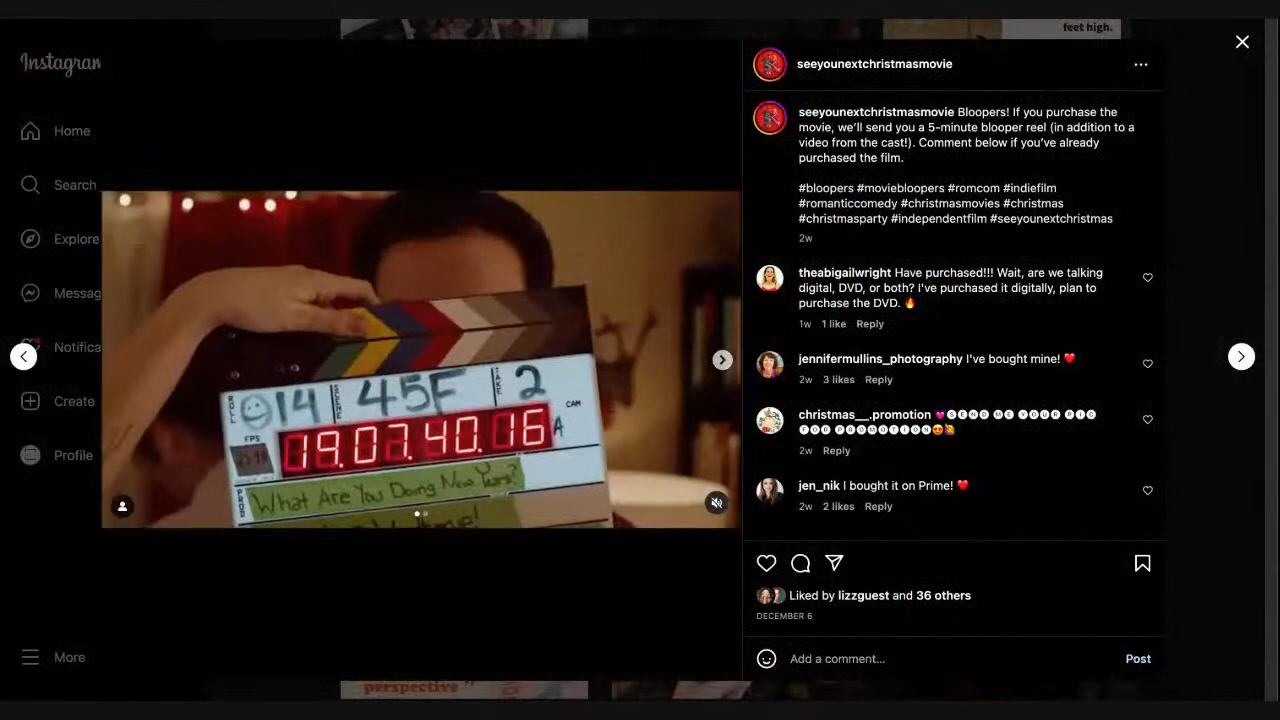 feet high.
Instagram
Home
Search
Explore
Messag
Notifica
Create
Profile
More
ROLL
14
SCENE
45F
TAKE
2
FPS
CAM
A
19.07.40.16
PROD
What Are You Doing New Years?
seeyounextchristmasmovie
seeyounextchristmasmovie Bloopers! If you purchase the
movie, we'll send you a 5-minute blooper reel (in addition to a
video from the cast!). Comment below if you've already
purchased the film.
#bloopers #moviebloopers #romcom #indiefilm
#romanticcomedy #christmasmovies #christmas
#christmasparty #independentfilm #seeyounextchristmas
2w
theabigailwright Have purchased!!! Wait, are we talking
digital, DVD, or both? I've purchased it digitally, plan to
purchase the DVD. 🔥
1w 1 like Reply
jennifermullins_photography I've bought mine! ❤️
2w 3 likes Reply
christmas__.promotion 💓🅢🅔🅝🅓 🅜🅔 🅨🅞🅤🅡 🅟🅘🅒
🅕🅞🅡 🅟🅡🅞🅜🅞🅣🅘🅞🅝😍
2w Reply
jen_nik I bought it on Prime! ❤️
2w 2 likes Reply
Liked by lizzguest and 36 others
DECEMBER 6
Add a comment...
Post
perspective